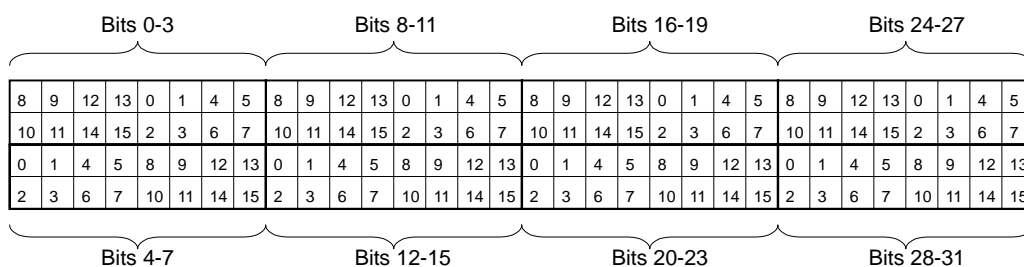 Bits 0-3 Bits 8-11 Bits 16-19 Bits 24-27
8 9 12 13 0 1 4 5 8 9 12 13 0 1 4 5 8 9 12 13 0 1 4 5 8 9 12 13 0 1 4 5
10 11 14 15 2 3 6 7 10 11 14 15 2 3 6 7 10 11 14 15 2 3 6 7 10 11 14 15 2 3 6 7
0 1 4 5 8 9 12 13 0 1 4 5 8 9 12 13 0 1 4 5 8 9 12 13 0 1 4 5 8 9 12 13
2 3 6 7 10 11 14 15 2 3 6 7 10 11 14 15 2 3 6 7 10 11 14 15 2 3 6 7 10 11 14 15
Bits 4-7 Bits 12-15 Bits 20-23 Bits 28-31